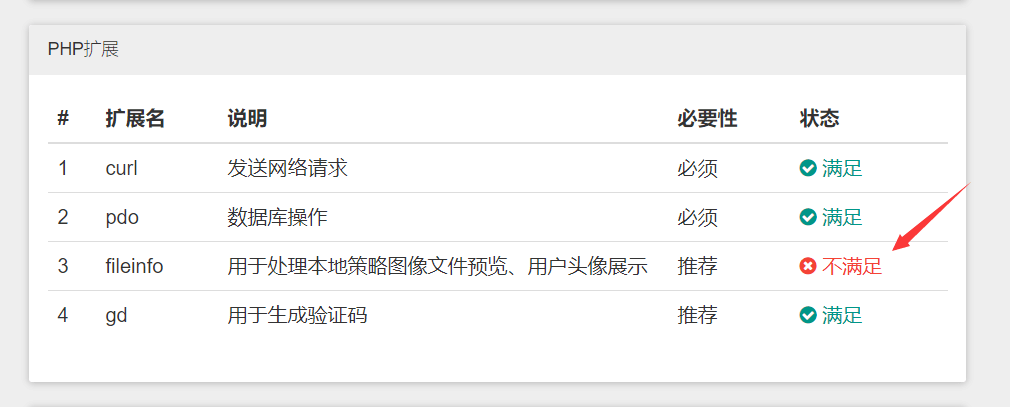 PHP扩展
# 扩展名 说明 必要性 状态
1 curl 发送网络请求 必须 满足
2 pdo 数据库操作 必须 满足
3 fileinfo 用于处理本地策略图像文件预览、用户头像展示 推荐 不满足
4 gd 用于生成验证码 推荐 满足